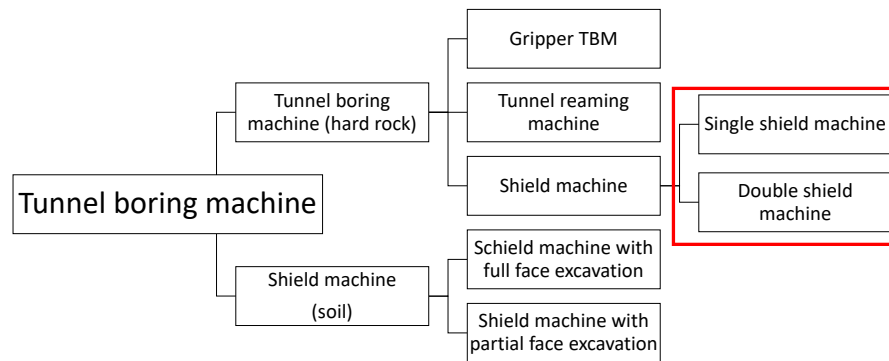 Gripper TBM
Tunnel boring
machine (hard rock)
Tunnel reaming
machine
Single shield machine
Shield machine
Double shield
machine
Tunnel boring machine
Schield machine with
full face excavation
Shield machine
(soil)
Shield machine with
partial face excavation